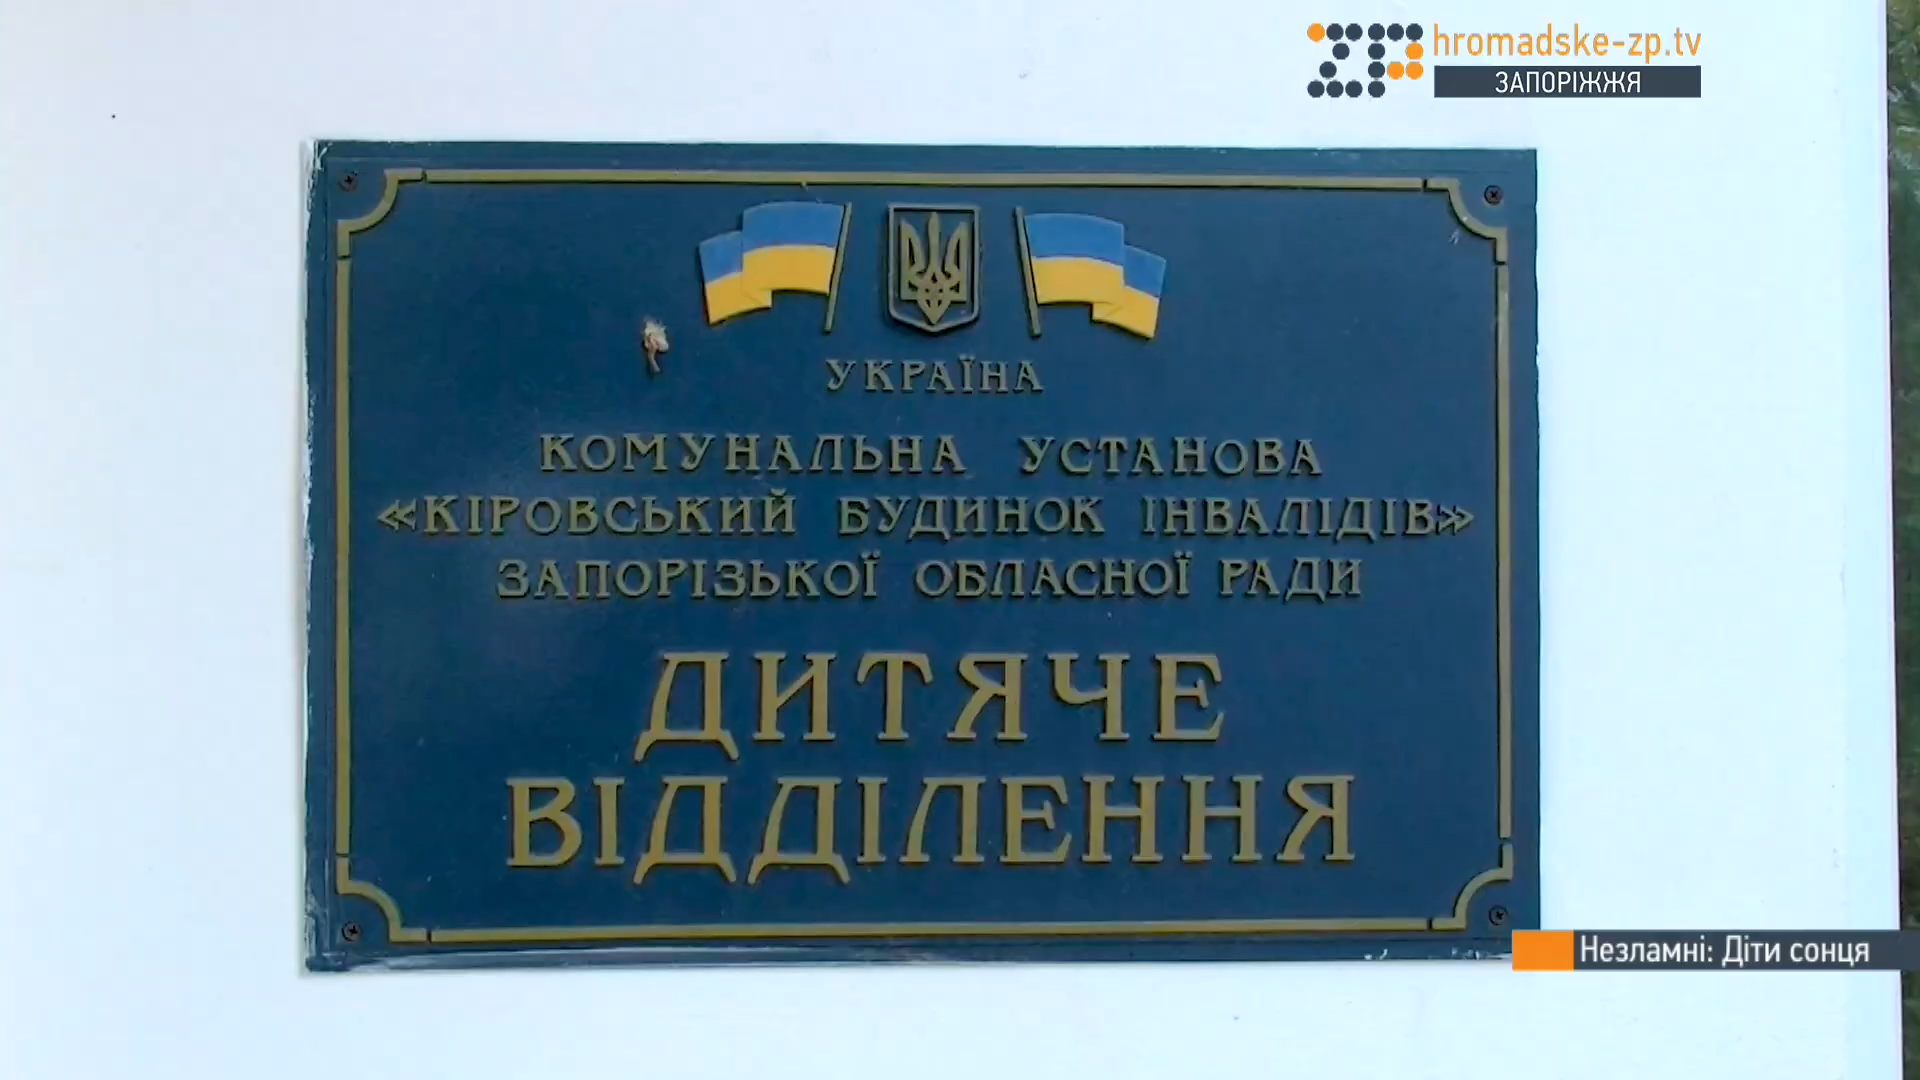 hromadske-zp.tv
ЗАПОРІЖЖЯ
УКРАЇНА
КОМУНАЛЬНА УСТАНОВА
«КІРОВСЬКИЙ БУДИНОК ІНВАЛІДІВ»
ЗАПОРІЗЬКОЇ ОБЛАСНОЇ РАДИ
ДИТЯЧЕ
ВІДДІЛЕННЯ
Незламні: Діти сонця